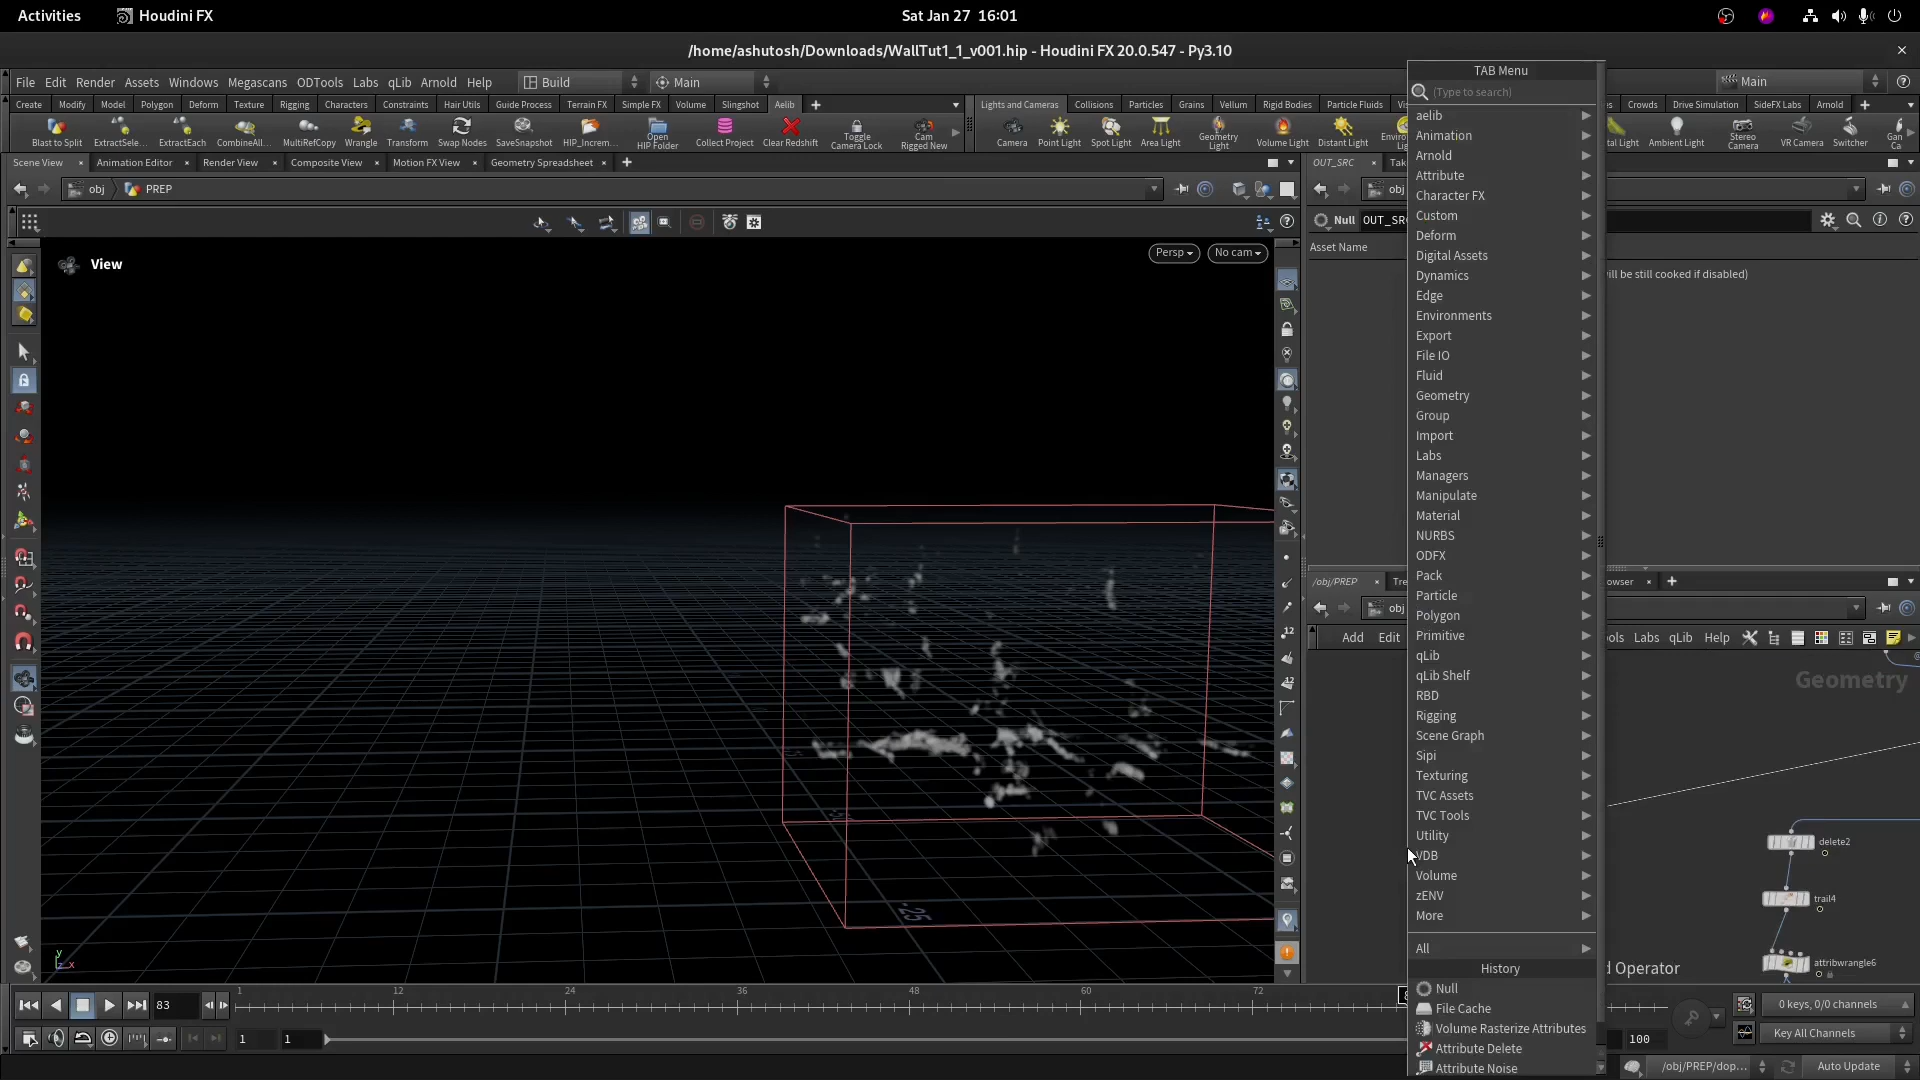 Activities
Houdini FX
Sat Jan 27 16:01
/home/ashutosh/Downloads/WallTut1_1_v001.hip - Houdini FX 20.0.547 - Py3.10
File Edit Render Assets Windows Megascans ODTools Labs qLib Arnold Help
Build
Main
Main
Create Modify Model Polygon Deform Texture Rigging Characters Constraints Hair Utils Guide Process Terrain FX Simple FX Volume Slingshot Aelib
Lights and Cameras Collisions Particles Grains Vellum Rigid Bodies Particle Fluids
Crowds Drive Simulation SideFX Labs Arnold
Blast to Split ExtractSele... ExtractEach CombineAll... MultiRefCopy Wrangle Transform Swap Nodes SaveSnapshot HIP_Increm... Open HIP Folder Collect Project Clear Redshift Toggle Camera Lock Cam Rigged New
Camera Point Light Spot Light Area Light Geometry Light Volume Light Distant Light
Ambient Light Stereo Camera VR Camera Switcher
Scene View Animation Editor Render View Composite View Motion FX View Geometry Spreadsheet
OUT_SRC
obj PREP
obj
Null OUT_SRC
Asset Name
ill be still cooked if disabled)
View
Persp
No cam
TAB Menu
(Type to search)
aelib
Animation
Arnold
Attribute
Character FX
Custom
Deform
Digital Assets
Dynamics
Edge
Environments
Export
File IO
Fluid
Geometry
Group
Import
Labs
Managers
Manipulate
Material
NURBS
ODFX
Pack
Particle
Polygon
Primitive
qLib
qLib Shelf
RBD
Rigging
Scene Graph
Sipi
Texturing
TVC Assets
TVC Tools
Utility
VDB
Volume
zENV
More
All
History
Null
File Cache
Volume Rasterize Attributes
Attribute Delete
Attribute Noise
/obj/PREP
Tre
owser
obj
Add Edit
ols Labs qLib Help
Geometry
delete2
trail4
attribwrangle6
d Operator
-25
83
1 12 24 36 48 60 72
1
1
100
0 keys, 0/0 channels
Key All Channels
/obj/PREP/dop...
Auto Update